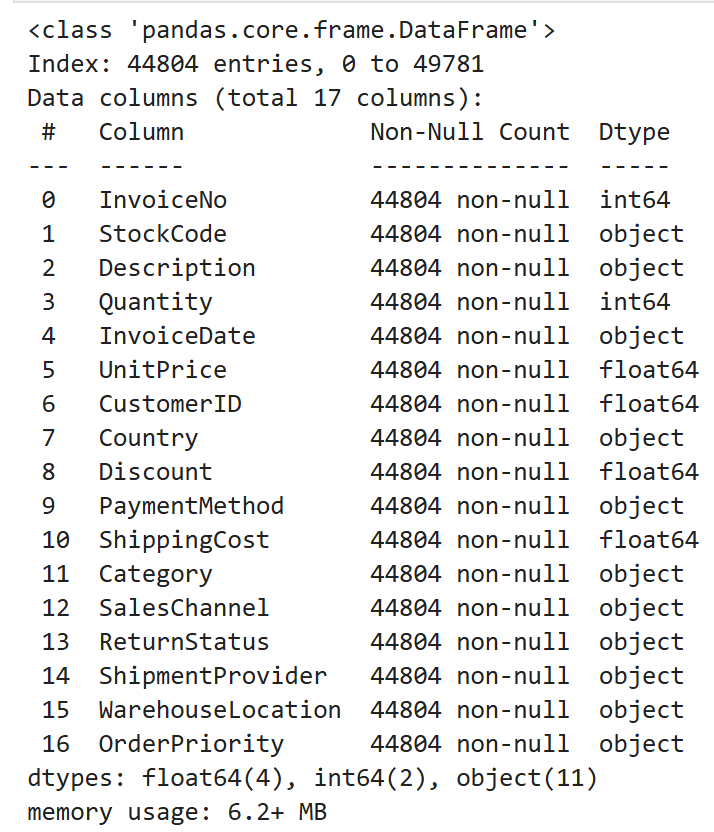 <class 'pandas.core.frame.DataFrame'>
Index: 44804 entries, 0 to 49781
Data columns (total 17 columns):
 #   Column             Non-Null Count  Dtype
---  ------             --------------  -----
 0   InvoiceNo          44804 non-null  int64
 1   StockCode          44804 non-null  object
 2   Description        44804 non-null  object
 3   Quantity           44804 non-null  int64
 4   InvoiceDate        44804 non-null  object
 5   UnitPrice          44804 non-null  float64
 6   CustomerID         44804 non-null  float64
 7   Country            44804 non-null  object
 8   Discount           44804 non-null  float64
 9   PaymentMethod      44804 non-null  object
 10  ShippingCost       44804 non-null  float64
 11  Category           44804 non-null  object
 12  SalesChannel       44804 non-null  object
 13  ReturnStatus       44804 non-null  object
 14  ShipmentProvider   44804 non-null  object
 15  WarehouseLocation  44804 non-null  object
 16  OrderPriority      44804 non-null  object
dtypes: float64(4), int64(2), object(11)
memory usage: 6.2+ MB